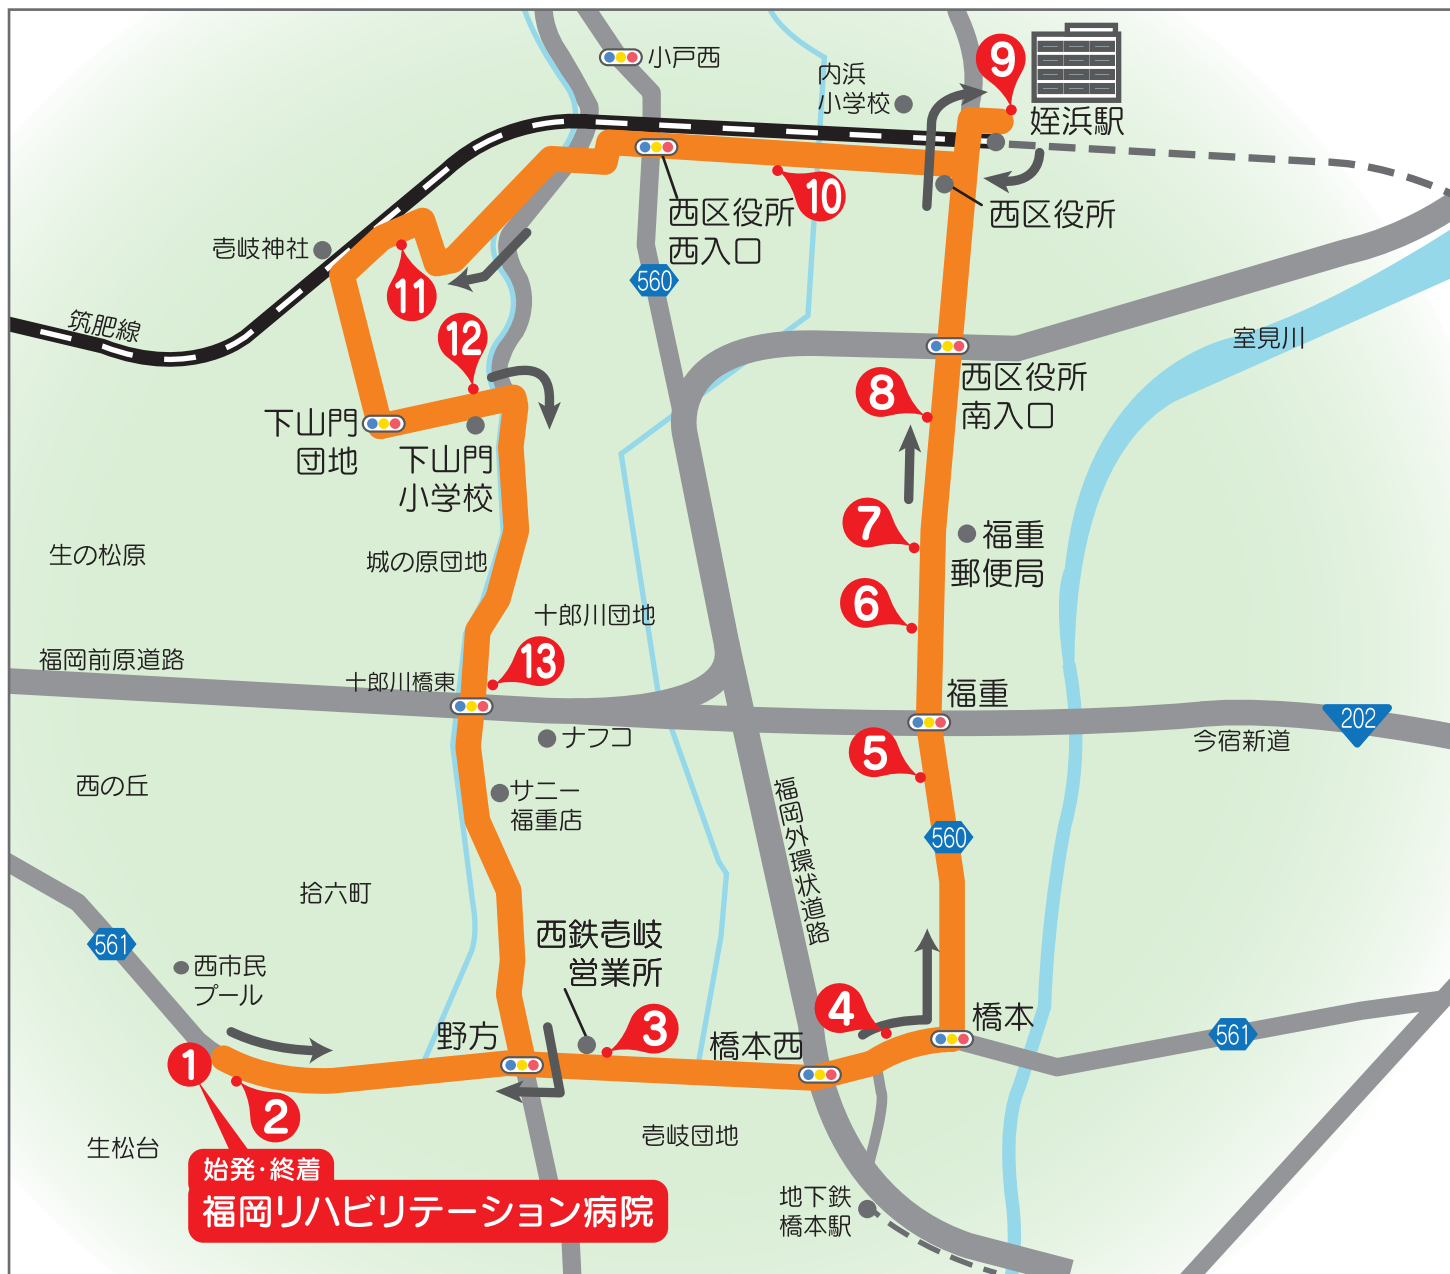 小戸西
内浜
小学校
9
姪浜駅
10
西区役所
西入口
西区役所
壱岐神社
11
560
筑肥線
12
室見川
西区役所
南入口
8
下山門
団地
下山門
小学校
7
福重
郵便局
生の松原
城の原団地
6
十郎川団地
福岡前原道路
13
十郎川橋東
福重
202
今宿新道
ナフコ
5
西の丘
サニー
福重店
福岡外環状道路
560
拾六町
561
西鉄壱岐
営業所
西市民
プール
野方
3
4
橋本
橋本西
561
1
2
生松台
壱岐団地
始発・終着
福岡リハビリテーション病院
地下鉄
橋本駅